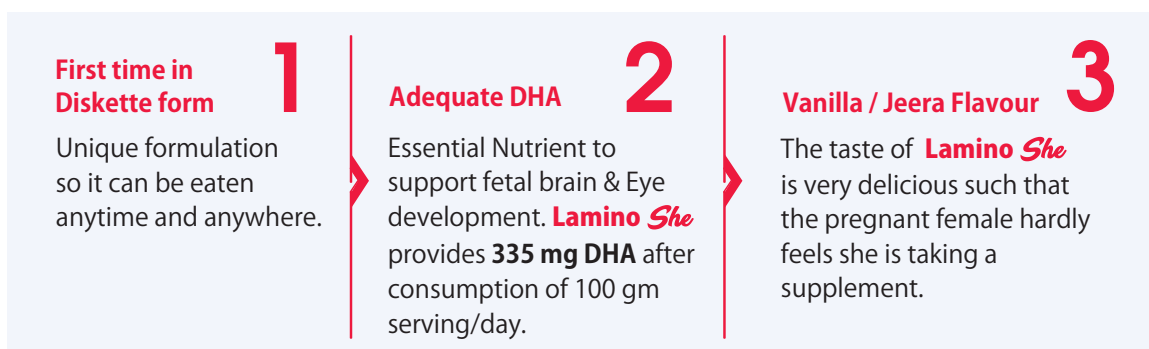 1
First time in
Diskette form
Unique formulation
so it can be eaten
anytime and anywhere.
2
Adequate DHA
Essential Nutrient to
support fetal brain & Eye
development. Lamino She
provides 335 mg DHA after
consumption of 100 gm
serving/day.
3
Vanilla / Jeera Flavour
The taste of Lamino She
is very delicious such that
the pregnant female hardly
feels she is taking a
supplement.